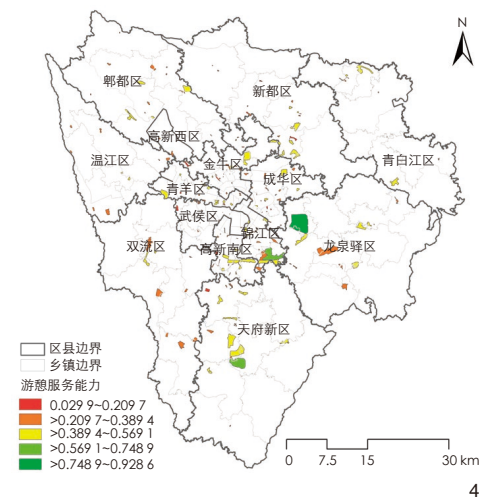 N
郫都区
新都区
高新西区
温江区
金牛区
青白江区
成华区
青羊区
武侯区
锦江区
双流区
高新南区
龙泉驿区
天府新区
区县边界
乡镇边界
游憩服务能力
0.029 9~0.209 7
>0.209 7~0.389 4
>0.389 4~0.569 1
>0.569 1~0.748 9
>0.748 9~0.928 6
0 7.5 15 30 km
4